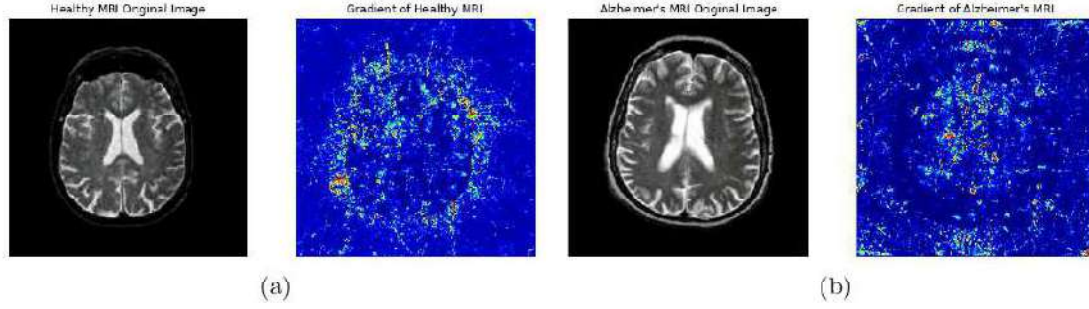 Healthy MRI Original Image
Gradient of Healthy MRI
Alzheimer's MRI Original Image
Gradient of Alzheimer's MRI
(a)
(b)